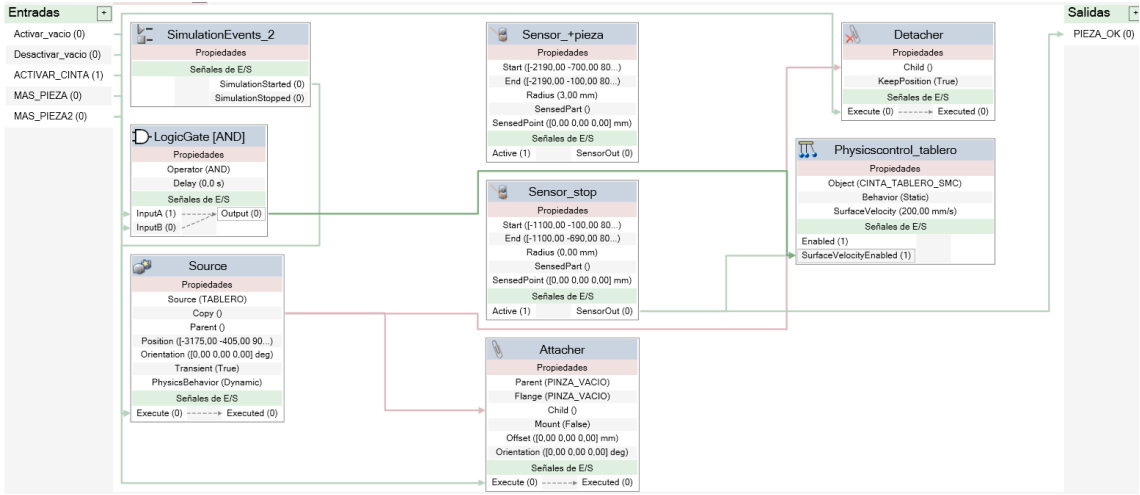 Entradas +
Activar_vacio (0)
Desactivar_vacio (0)
ACTIVAR_CINTA (1)
MAS_PIEZA (0)
MAS_PIEZA2 (0)
SimulationEvents_2
Propiedades
Señales de E/S
SimulationStarted (0)
SimulationStopped (0)
LogicGate [AND]
Propiedades
Operator (AND)
Delay (0,0 s)
Señales de E/S
InputA (1) Output (0)
InputB (0)
Source
Propiedades
Source (TABLERO)
Copy ()
Parent ()
Position ([-3175,00 -405,00 90...)
Orientation ([0,00 0,00 0,00] deg)
Transient (True)
PhysicsBehavior (Dynamic)
Señales de E/S
Execute (0) Executed (0)
Sensor_+pieza
Propiedades
Start ([-2190,00 -700,00 80...)
End ([-2190,00 -100,00 80...)
Radius (3,00 mm)
SensedPart ()
SensedPoint ([0,00 0,00 0,00] mm)
Señales de E/S
Active (1) SensorOut (0)
Sensor_stop
Propiedades
Start ([-1100,00 -100,00 80...)
End ([-1100,00 -690,00 80...)
Radius (0,00 mm)
SensedPart ()
SensedPoint ([0,00 0,00 0,00] mm)
Señales de E/S
Active (1) SensorOut (0)
Attacher
Propiedades
Parent (PINZA_VACIO)
Flange (PINZA_VACIO)
Child ()
Mount (False)
Offset ([0,00 0,00 0,00] mm)
Orientation ([0,00 0,00 0,00] deg)
Señales de E/S
Execute (0) Executed (0)
Detacher
Propiedades
Child ()
KeepPosition (True)
Señales de E/S
Execute (0) Executed (0)
Physicscontrol_tablero
Propiedades
Object (CINTA_TABLERO_SMC)
Behavior (Static)
SurfaceVelocity (200,00 mm/s)
Señales de E/S
Enabled (1)
SurfaceVelocityEnabled (1)
Salidas +
PIEZA_OK (0)